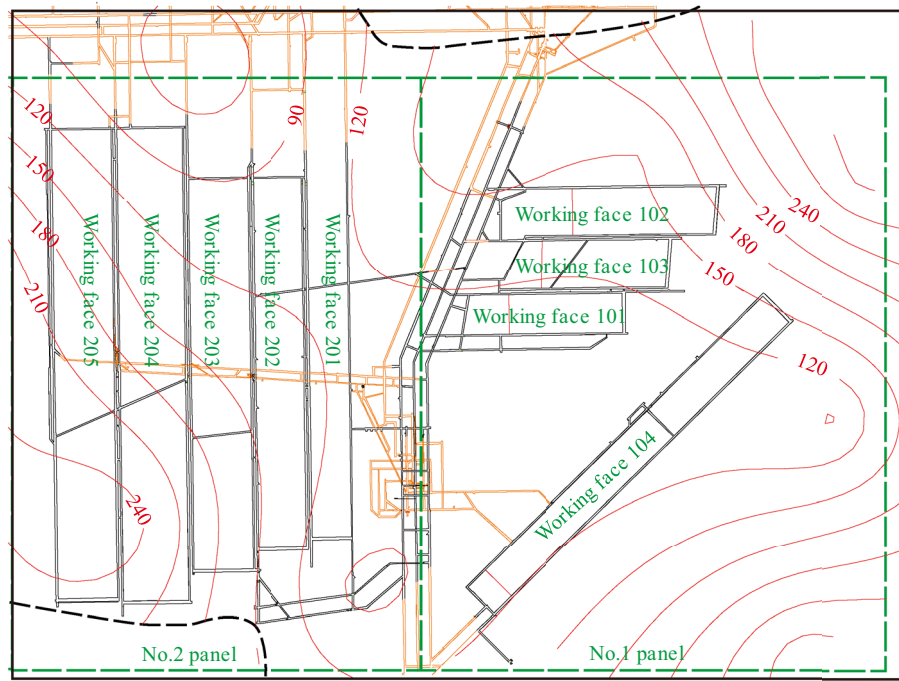 120
150
180
210
240
90
120
Working face 205
Working face 204
Working face 203
Working face 202
Working face 201
Working face 102
Working face 103
Working face 101
Working face 104
240
210
180
150
120
No.2 panel
No.1 panel